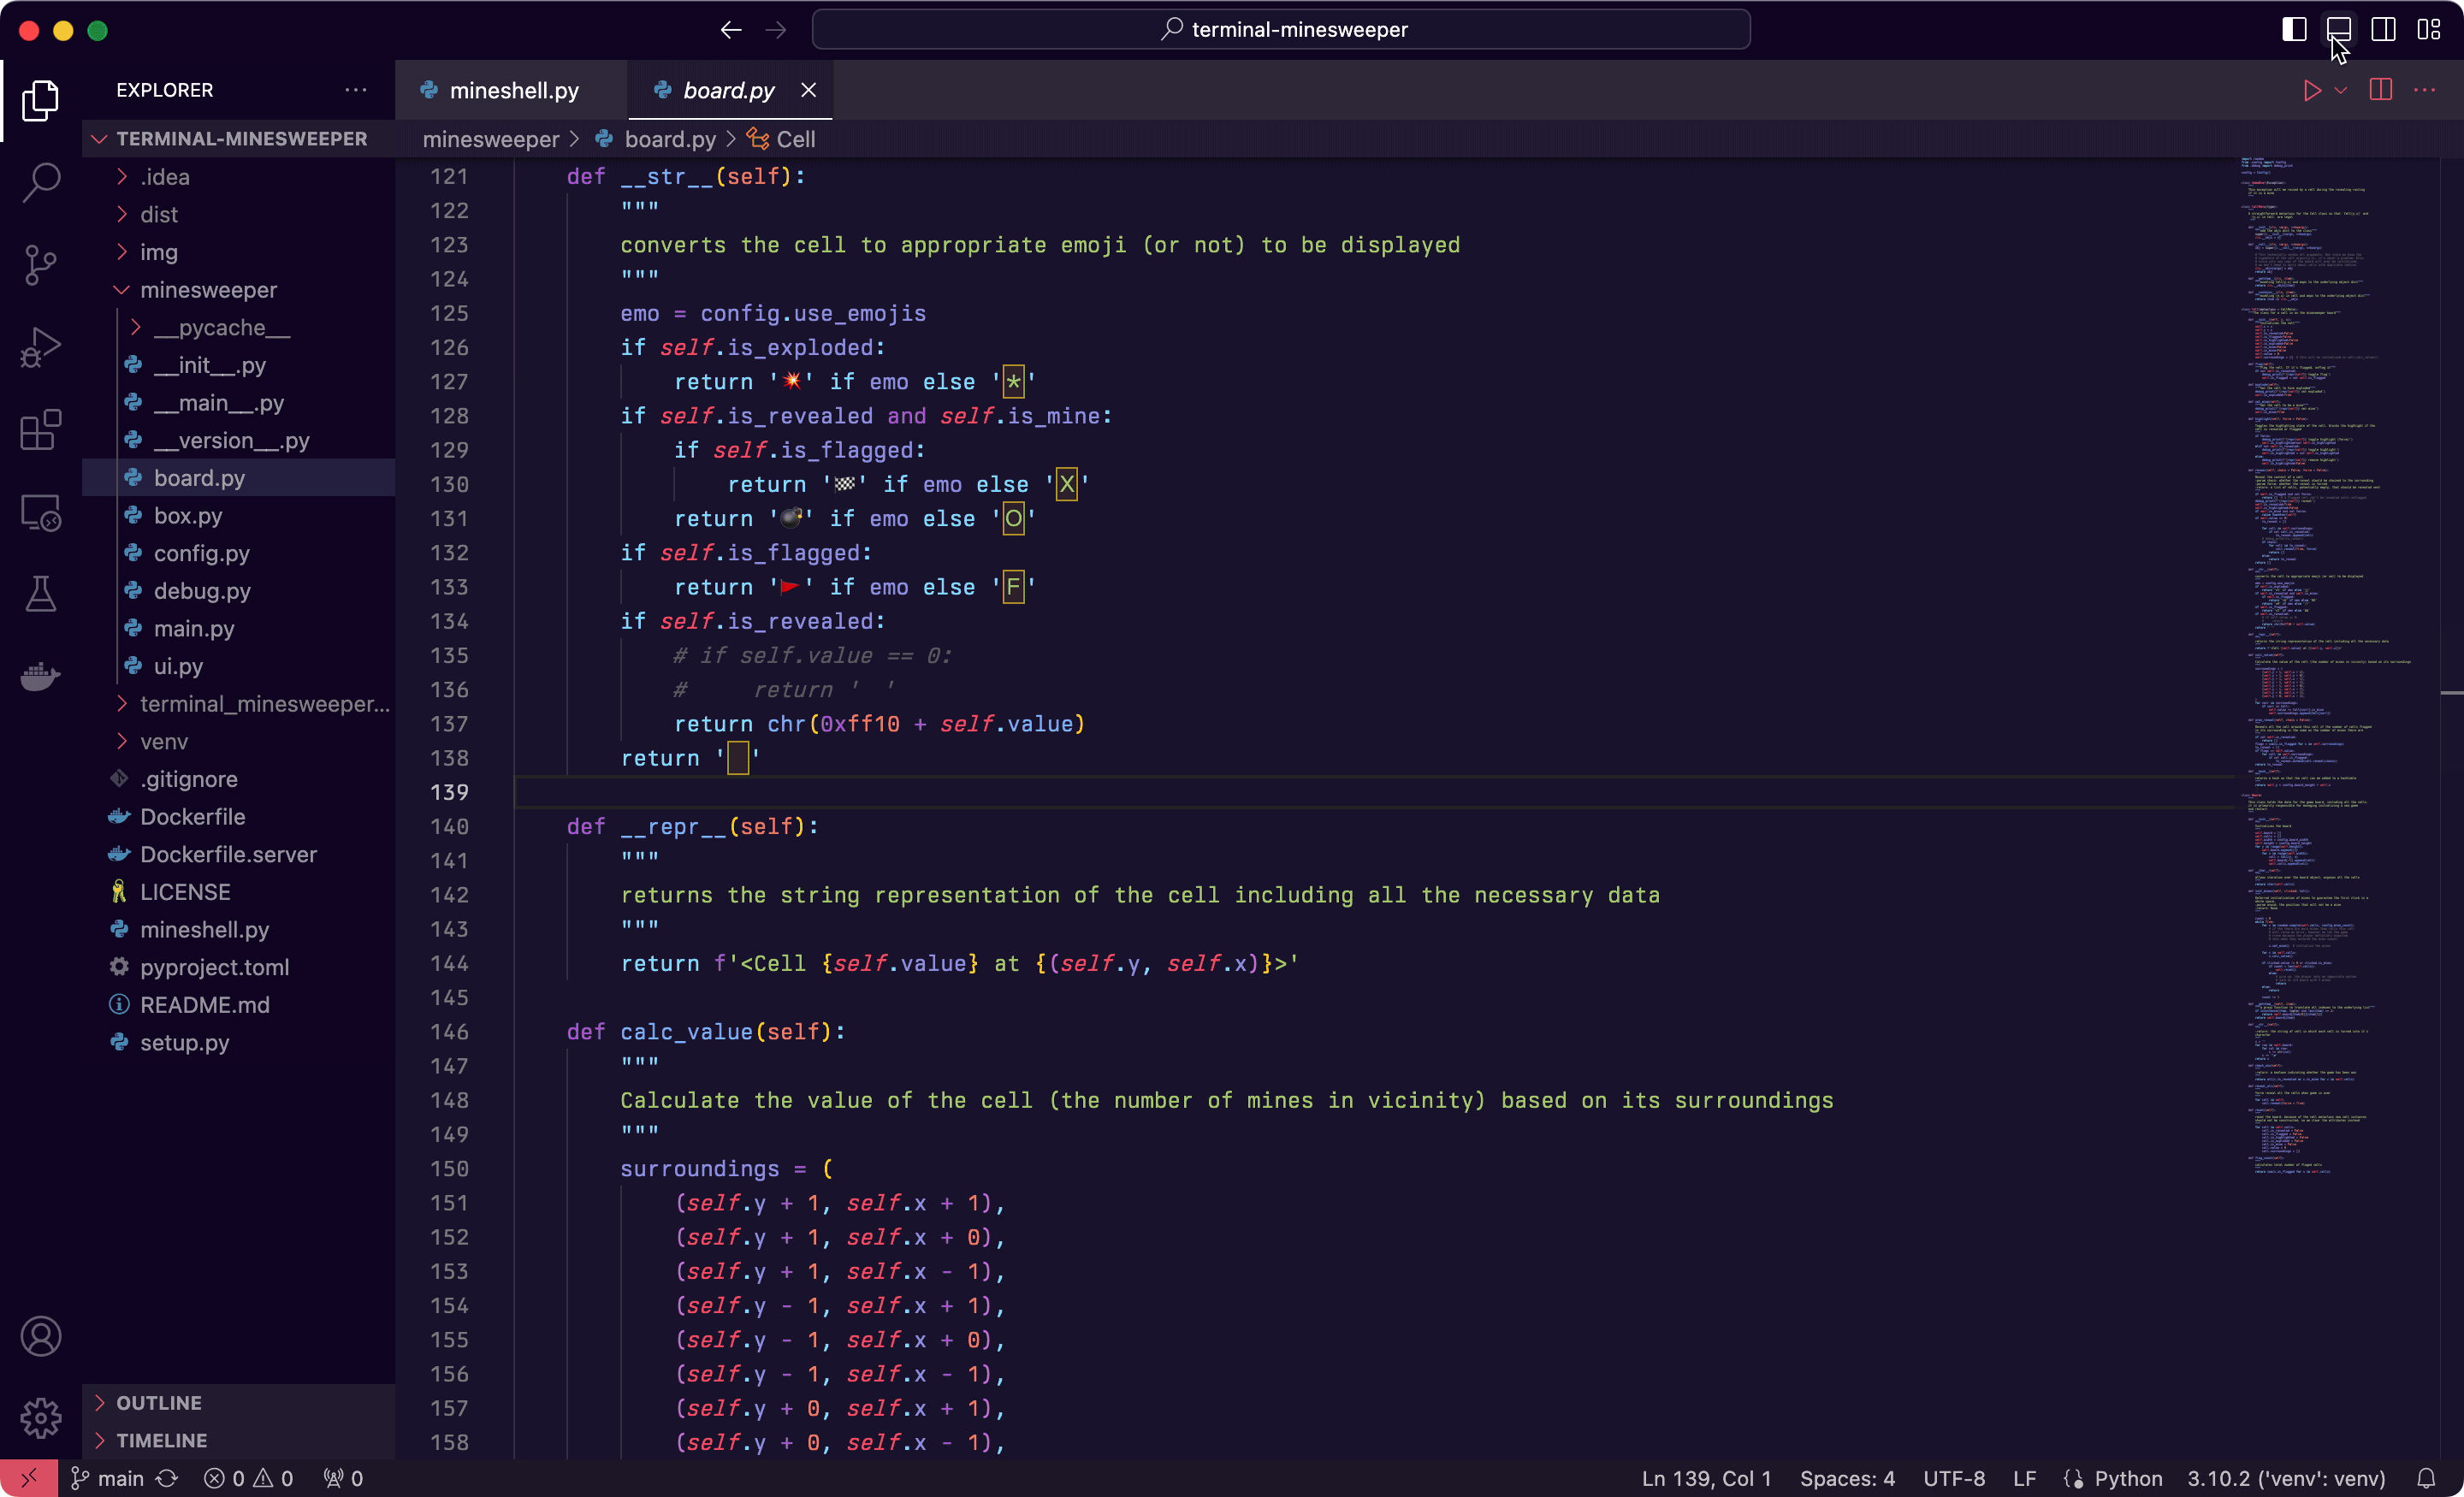 terminal-minesweeper
EXPLORER
mineshell.py
board.py
TERMINAL-MINESWEEPER
minesweeper > board.py > Cell
.idea
dist
img
minesweeper
__pycache__
__init__.py
__main__.py
__version__.py
board.py
box.py
config.py
debug.py
main.py
ui.py
terminal_minesweeper...
venv
.gitignore
Dockerfile
Dockerfile.server
LICENSE
mineshell.py
pyproject.toml
README.md
setup.py
OUTLINE
TIMELINE
121 def __str__(self):
122 """
123 converts the cell to appropriate emoji (or not) to be displayed
124 """
125 emo = config.use_emojis
126 if self.is_exploded:
127 return '💥' if emo else '＊'
128 if self.is_revealed and self.is_mine:
129 if self.is_flagged:
130 return '🏁' if emo else 'Ｘ'
131 return '💣' if emo else 'Ｏ'
132 if self.is_flagged:
133 return '🚩' if emo else 'Ｆ'
134 if self.is_revealed:
135 # if self.value == 0:
136 #     return '  '
137 return chr(0xff10 + self.value)
138 return '　'
139
140 def __repr__(self):
141 """
142 returns the string representation of the cell including all the necessary data
143 """
144 return f'<Cell {self.value} at {(self.y, self.x)}>'
145
146 def calc_value(self):
147 """
148 Calculate the value of the cell (the number of mines in vicinity) based on its surroundings
149 """
150 surroundings = (
151 (self.y + 1, self.x + 1),
152 (self.y + 1, self.x + 0),
153 (self.y + 1, self.x - 1),
154 (self.y - 1, self.x + 1),
155 (self.y - 1, self.x + 0),
156 (self.y - 1, self.x - 1),
157 (self.y + 0, self.x + 1),
158 (self.y + 0, self.x - 1),
main 0 0 0
Ln 139, Col 1 Spaces: 4 UTF-8 LF Python 3.10.2 ('venv': venv)